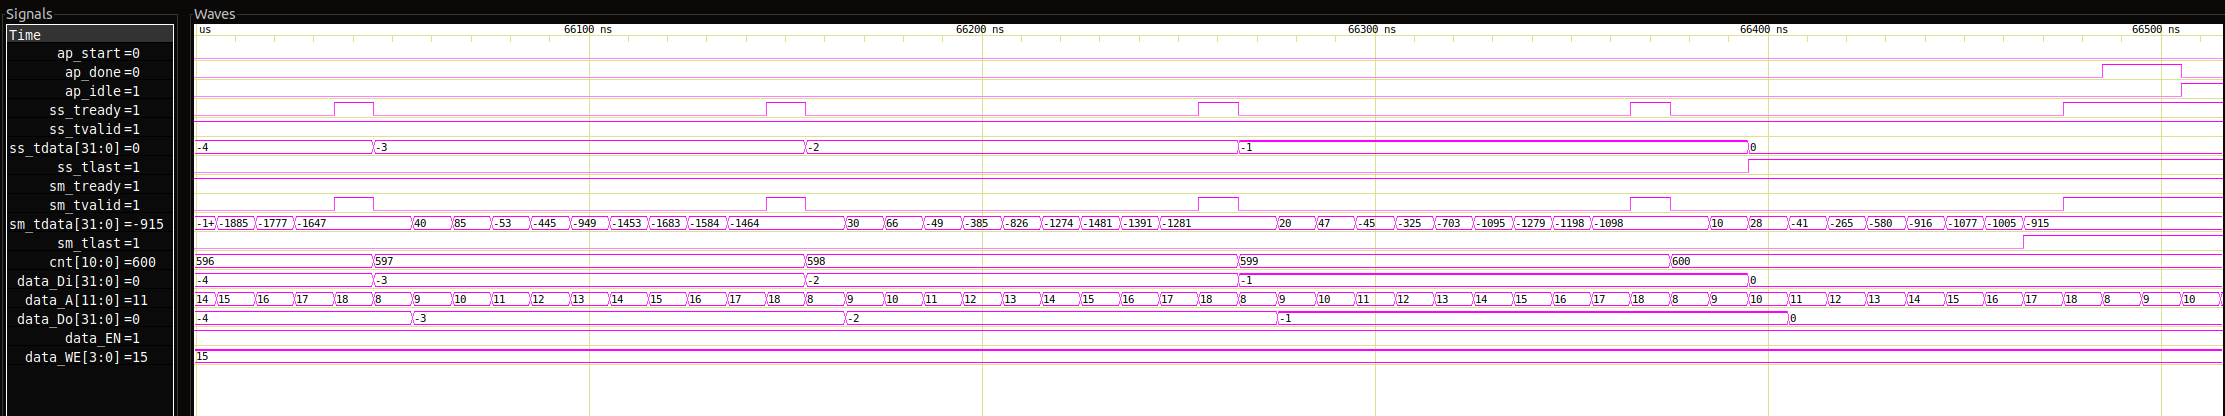 Signals Waves
Time us 66100 ns 66200 ns 66300 ns 66400 ns 66500 ns
ap_start=0
ap_done=0
ap_idle=1
ss_tready=1
ss_tvalid=1
ss_tdata[31:0]=0 -4 -3 -2 -1 0
ss_tlast=1
sm_tready=1
sm_tvalid=1
sm_tdata[31:0]=-915 -1+ -1885 -1777 -1647 40 85 -53 -445 -949 -1453 -1683 -1584 -1464 30 66 -49 -385 -826 -1274 -1481 -1391 -1281 20 47 -45 -325 -703 -1095 -1279 -1198 -1098 10 28 -41 -265 -580 -916 -1077 -1005 -915
sm_tlast=1
cnt[10:0]=600 596 597 598 599 600
data_Di[31:0]=0 -4 -3 -2 -1 0
data_A[11:0]=11 14 15 16 17 18 8 9 10 11 12 13 14 15 16 17 18 8 9 10 11 12 13 14 15 16 17 18 8 9 10 11 12 13 14 15 16 17 18 8 9 10 11 12 13 14 15 16 17 18 8 9 10
data_Do[31:0]=0 -4 -3 -2 -1 0
data_EN=1
data_WE[3:0]=15 15